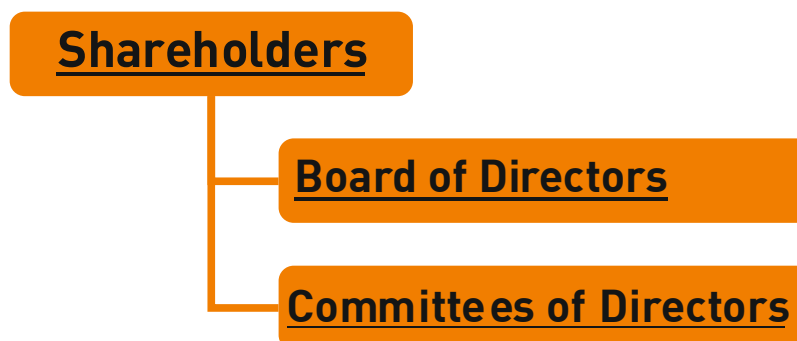 Shareholders
Board of Directors
Committees of Directors